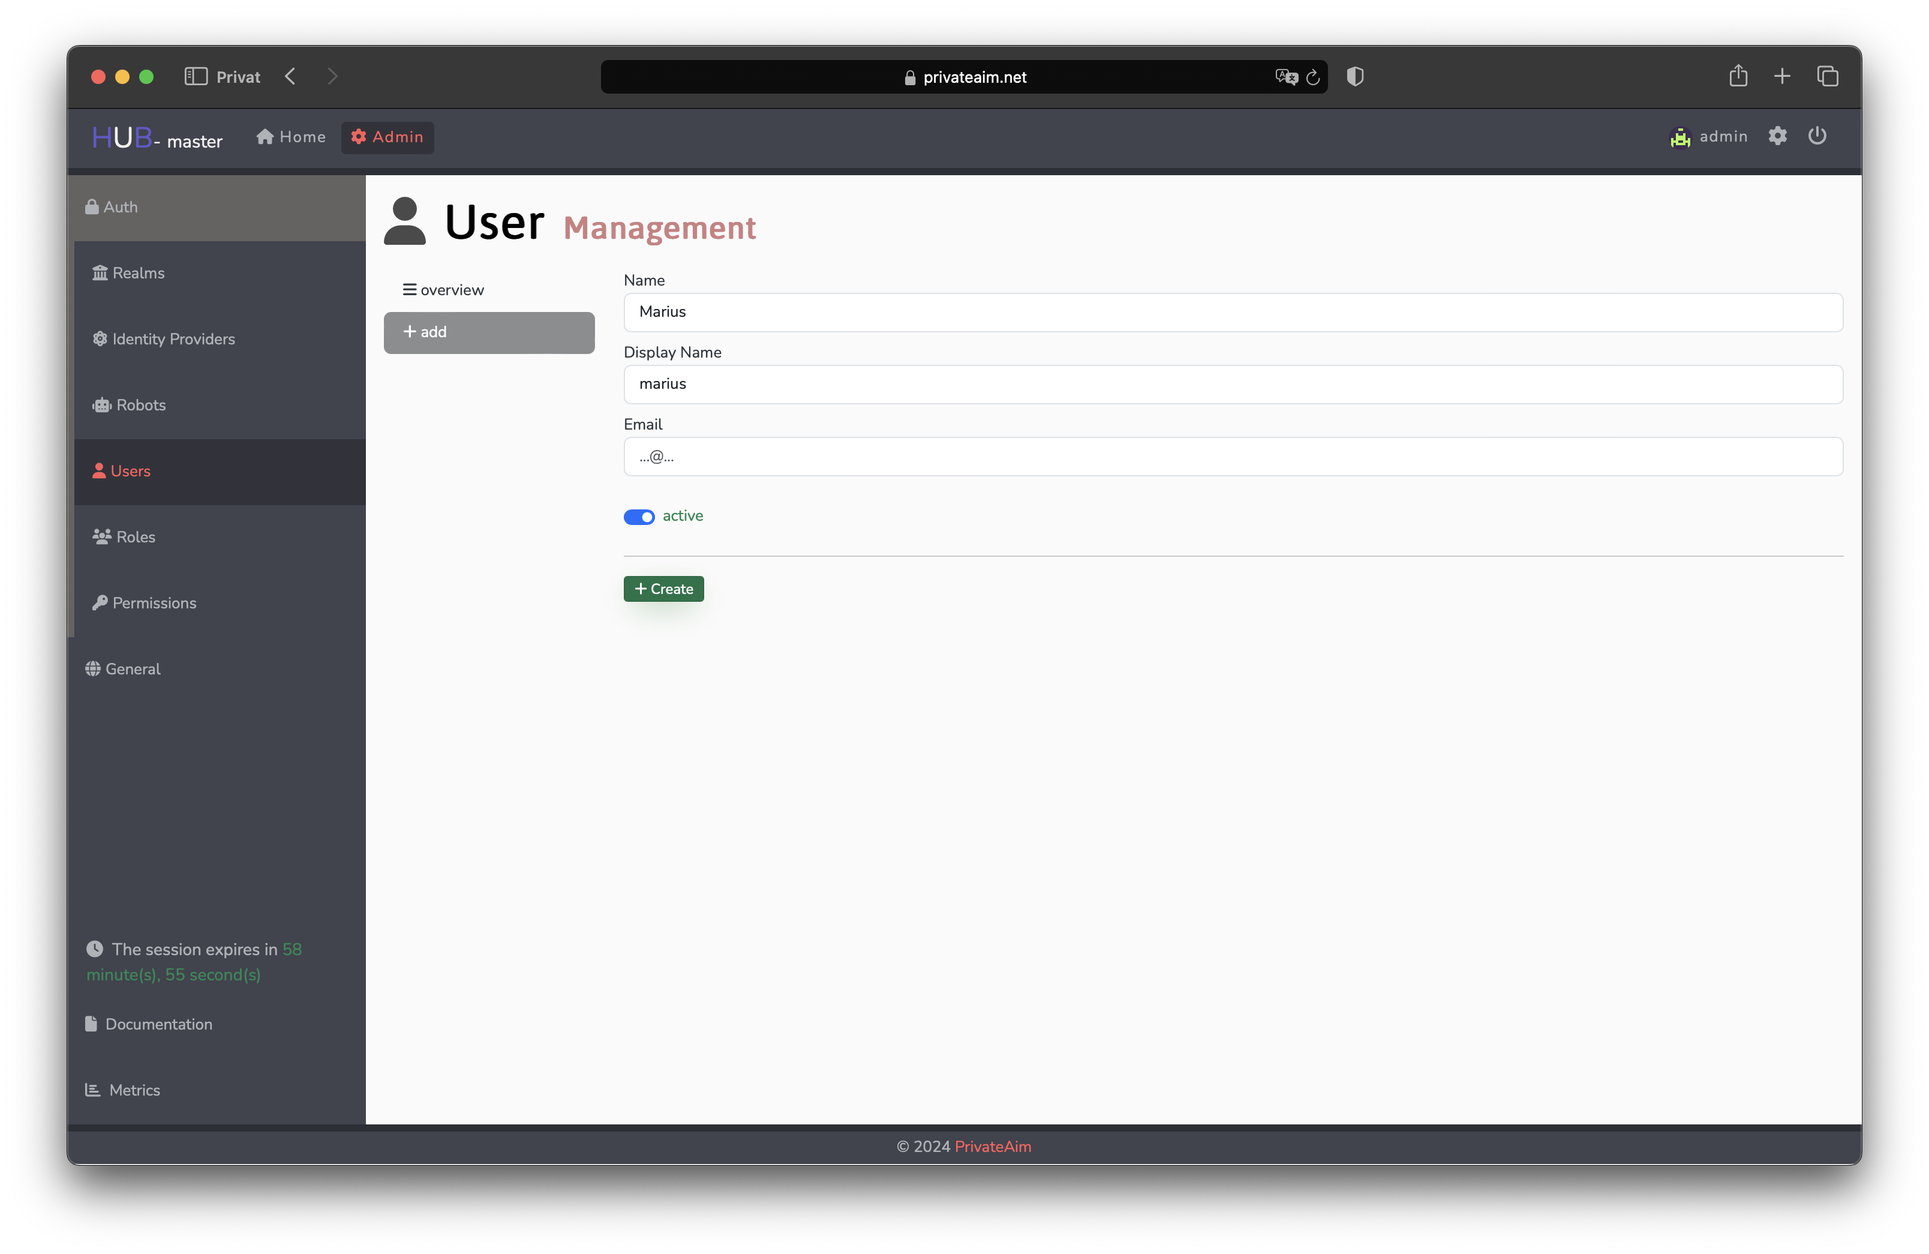 Privat
privateaim.net
HUB- master
Home
Admin
admin
Auth
Realms
Identity Providers
Robots
Users
Roles
Permissions
General
The session expires in 58
minute(s), 55 second(s)
Documentation
Metrics
User Management
overview
+ add
Name
Marius
Display Name
marius
Email
...@...
active
+ Create
© 2024 PrivateAim